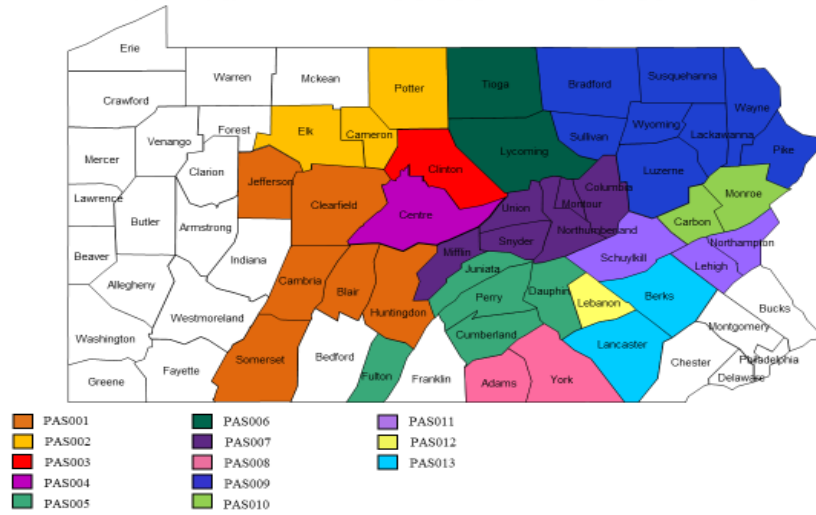 Erie
Warren
Mckean
Potter
Tioga
Bradford
Susquehanna
Crawford
Wayne
Forest
Elk
Cameron
Sullivan
Wyoming
Lackawanna
Venango
Lycoming
Pike
Mercer
Clarion
Jefferson
Clinton
Luzerne
Columbia
Monroe
Lawrence
Clearfield
Centre
Union
Montour
Carbon
Butler
Armstrong
Northumberland
Northampton
Snyder
Schuylkill
Beaver
Indiana
Mifflin
Lehigh
Allegheny
Cambria
Blair
Juniata
Huntingdon
Perry
Dauphin
Lebanon
Berks
Bucks
Westmoreland
Cumberland
Montgomery
Washington
Somerset
Bedford
Lancaster
Philadelphia
Chester
Greene
Fayette
Fulton
Franklin
Adams
York
Delaware
PAS001
PAS002
PAS003
PAS004
PAS005
PAS006
PAS007
PAS008
PAS009
PAS010
PAS011
PAS012
PAS013